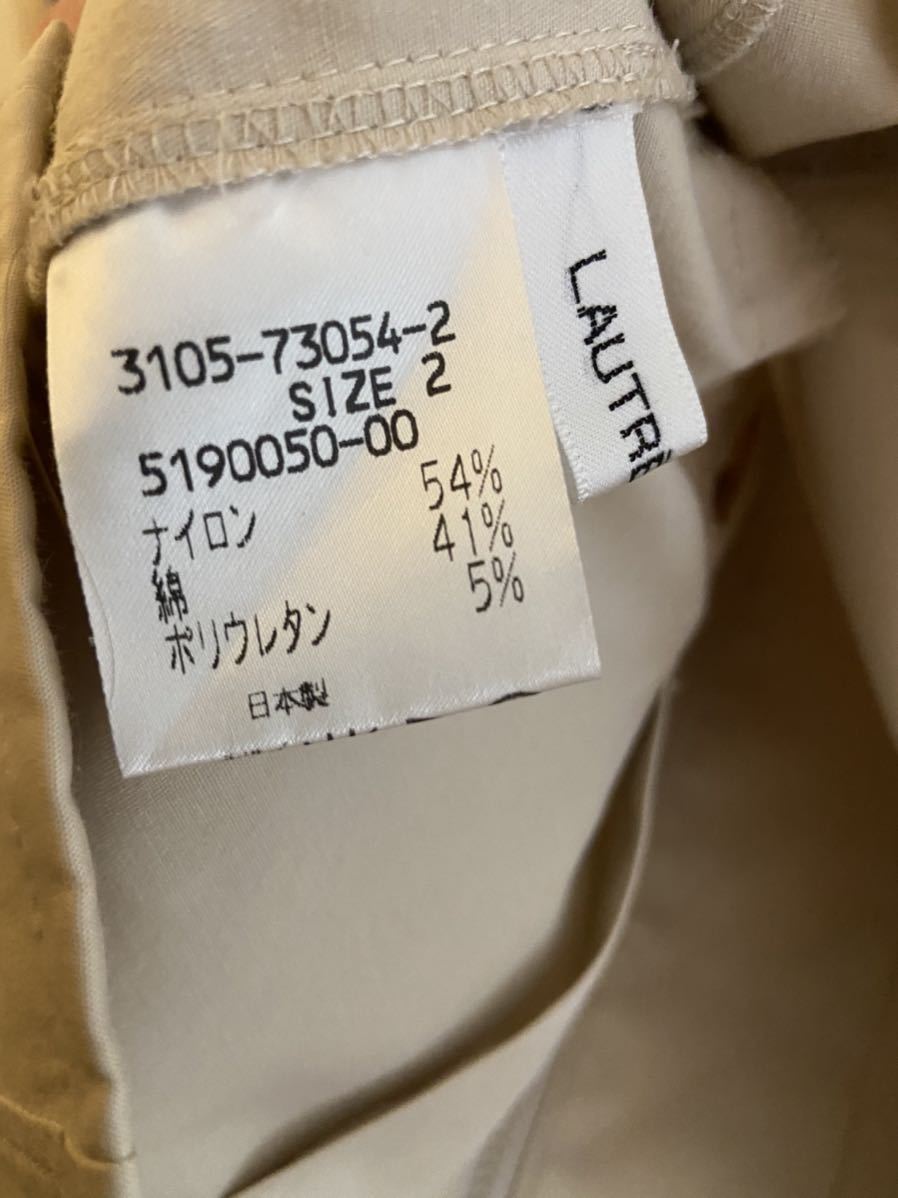 3105-73054-2
SIZE 2
5190050-00
ナイロン 54%
綿 41%
ポリウレタン 5%
日本製
LAUTRE